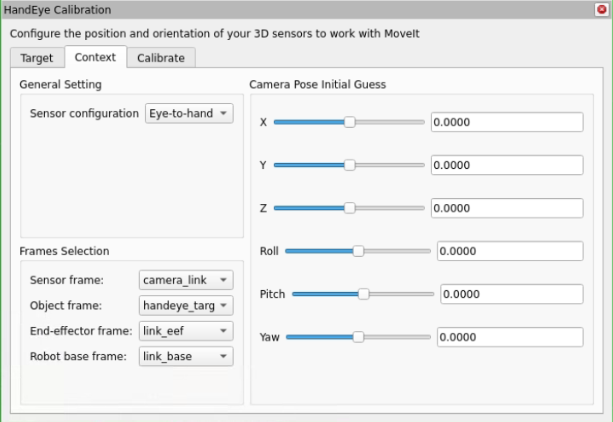 HandEye Calibration
Configure the position and orientation of your 3D sensors to work with MoveIt
Target Context Calibrate
General Setting
Sensor configuration Eye-to-hand
Frames Selection
Sensor frame: camera_link
Object frame: handeye_targ
End-effector frame: link_eef
Robot base frame: link_base
Camera Pose Initial Guess
X 0.0000
Y 0.0000
Z 0.0000
Roll 0.0000
Pitch 0.0000
Yaw 0.0000